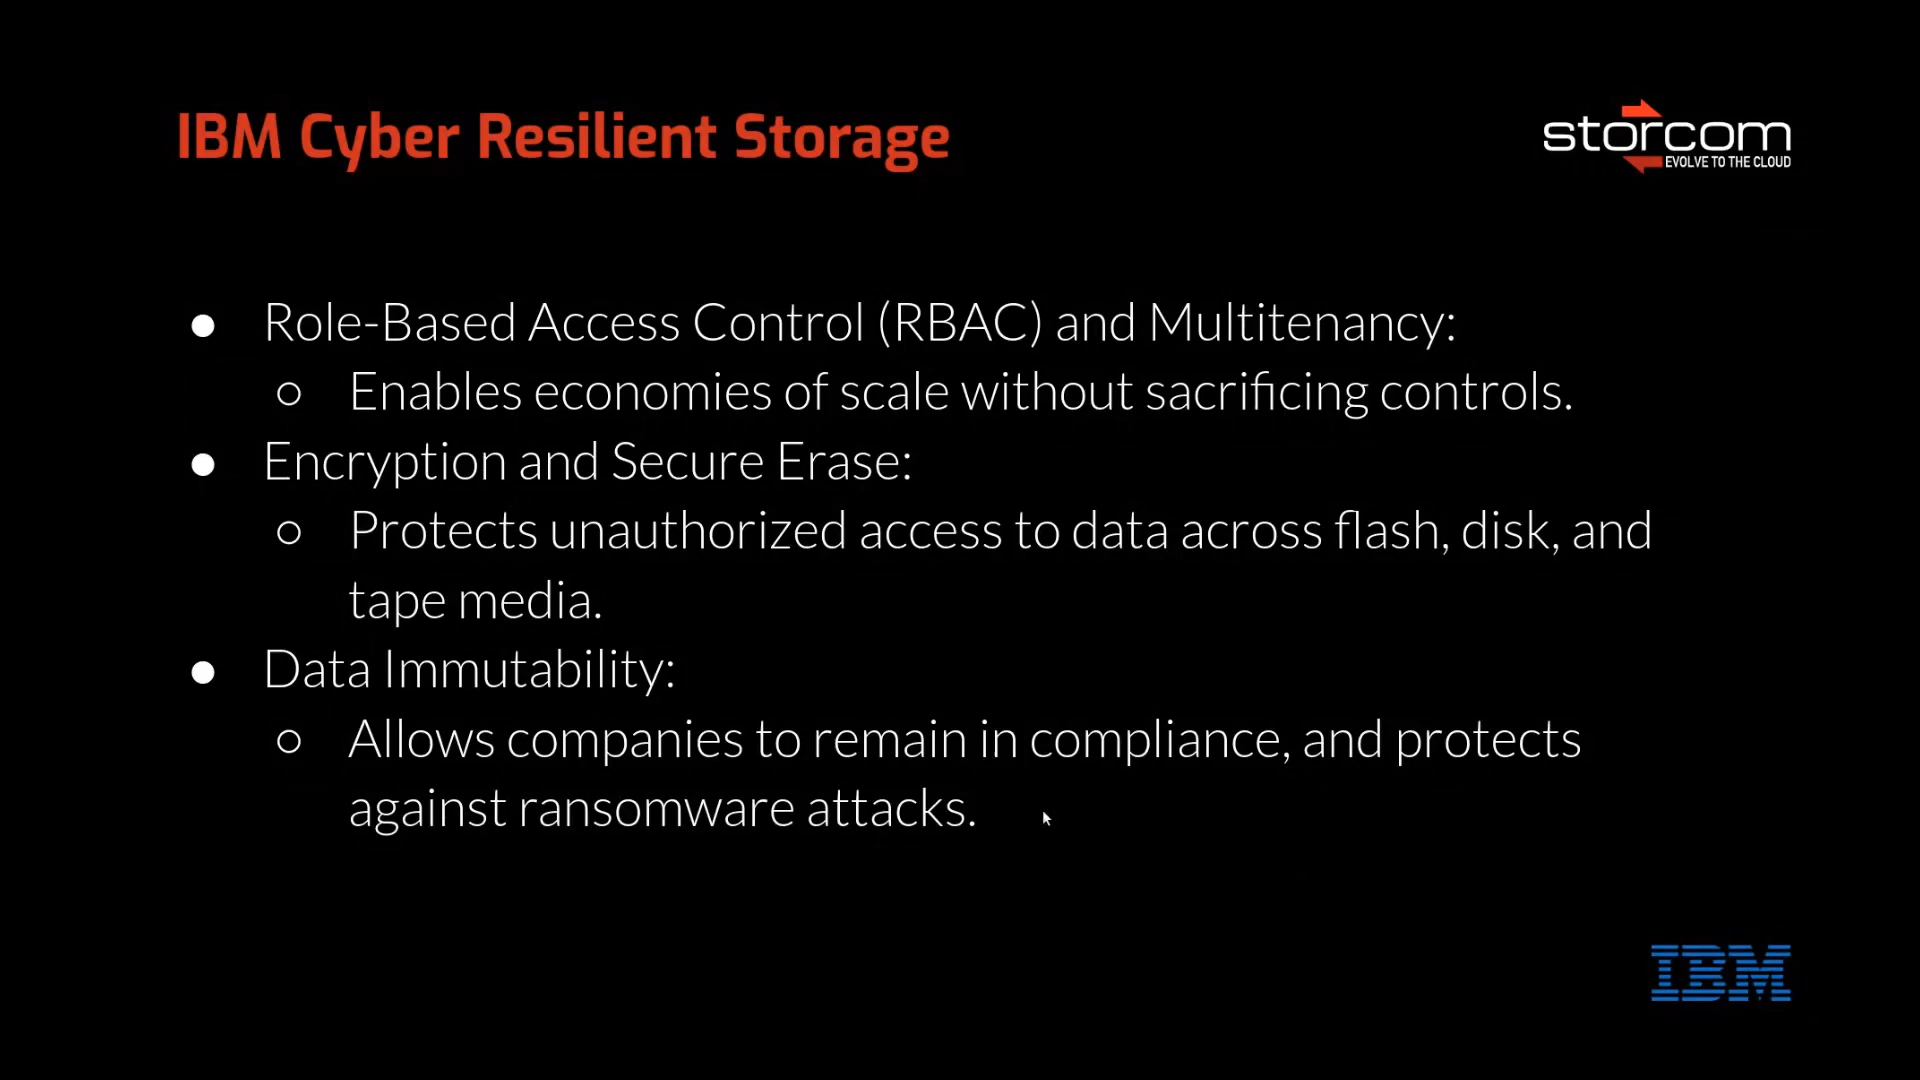 IBM Cyber Resilient Storage
storcom
EVOLVE TO THE CLOUD
● Role-Based Access Control (RBAC) and Multitenancy:
○ Enables economies of scale without sacrificing controls.
● Encryption and Secure Erase:
○ Protects unauthorized access to data across flash, disk, and
tape media.
● Data Immutability:
○ Allows companies to remain in compliance, and protects
against ransomware attacks.
IBM